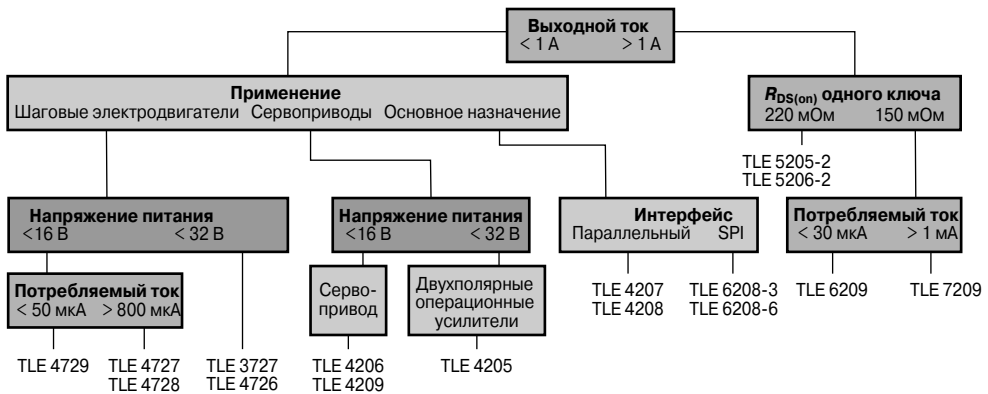 Выходной ток
< 1 А > 1 А
Применение
Шаговые электродвигатели Сервоприводы Основное назначение
RDS(on) одного ключа
220 мОм 150 мОм
TLE 5205-2
TLE 5206-2
Напряжение питания
<16 В < 32 В
Напряжение питания
<16 В < 32 В
Интерфейс
Параллельный SPI
Потребляемый ток
< 30 мкА > 1 мА
Потребляемый ток
< 50 мкА > 800 мкА
Серво-
привод
Двухполярные
операционные
усилители
TLE 4207
TLE 4208
TLE 6208-3
TLE 6208-6
TLE 6209
TLE 7209
TLE 4729
TLE 4727
TLE 4728
TLE 3727
TLE 4726
TLE 4206
TLE 4209
TLE 4205